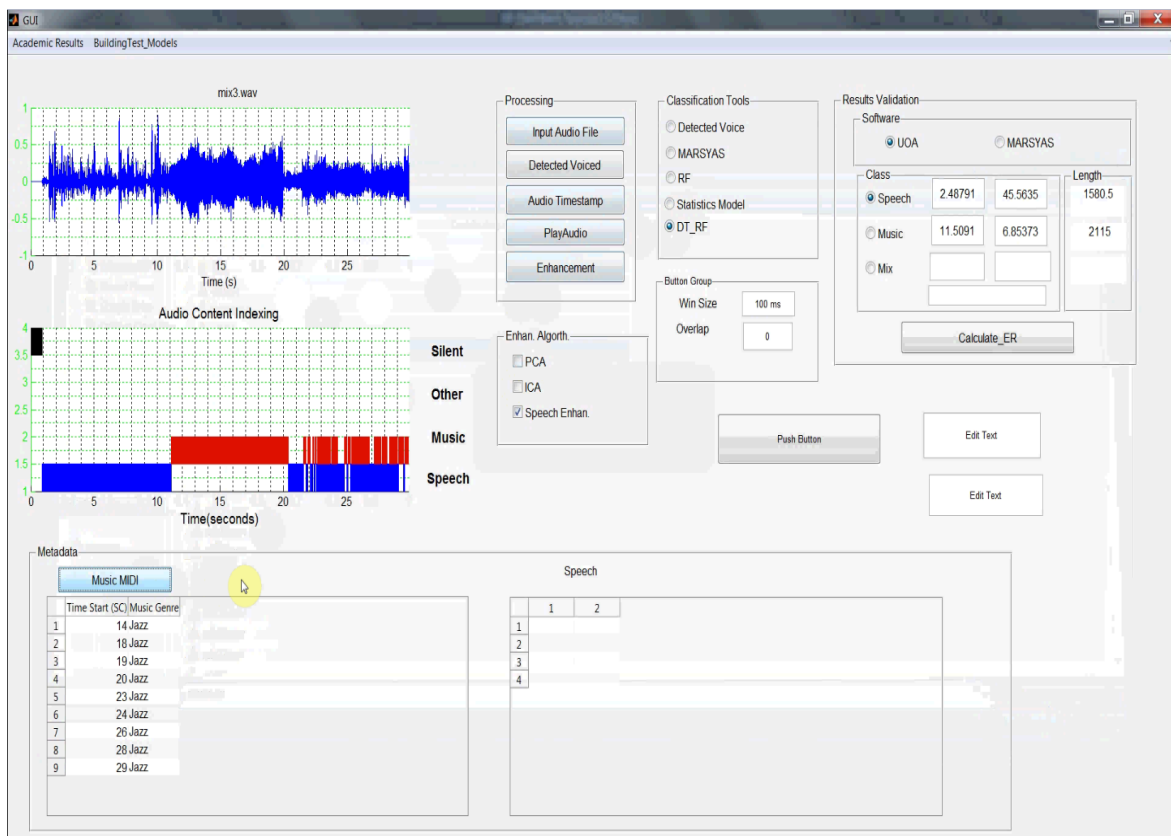 GUI
Academic Results BuildingTest_Models
mix3.wav
1
0.5
0
-0.5
-1
0 5 10 15 20 25
Time (s)
Audio Content Indexing
4
3.5
3
2.5
2
1.5
1
0 5 10 15 20 25
Time(seconds)
Silent
Other
Music
Speech
Processing
Input Audio File
Detected Voiced
Audio Timestamp
PlayAudio
Enhancement
Enhan. Algorth.
PCA
ICA
Speech Enhan.
Classification Tools
Detected Voice
MARSYAS
RF
Statistics Model
DT_RF
Button Group
Win Size 100 ms
Overlap 0
Results Validation
Software
UOA MARSYAS
Class Length
Speech 2.48791 45.5635 1580.5
Music 11.5091 6.85373 2115
Mix
Calculate_ER
Push Button
Edit Text
Edit Text
Metadata
Music MIDI
Time Start (SC) Music Genre
1 14 Jazz
2 18 Jazz
3 19 Jazz
4 20 Jazz
5 23 Jazz
6 24 Jazz
7 26 Jazz
8 28 Jazz
9 29 Jazz
Speech
1 2
1
2
3
4